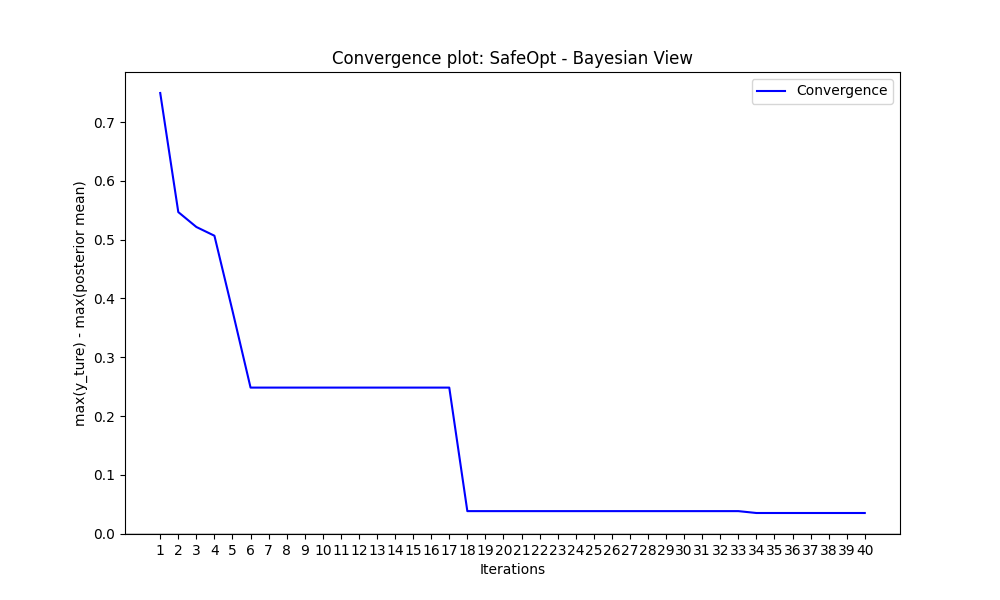 Convergence plot: SafeOpt - Bayesian View
Convergence
max(y_ture) - max(posterior mean)
0.7
0.6
0.5
0.4
0.3
0.2
0.1
0.0
1 2 3 4 5 6 7 8 9 10 11 12 13 14 15 16 17 18 19 20 21 22 23 24 25 26 27 28 29 30 31 32 33 34 35 36 37 38 39 40
Iterations